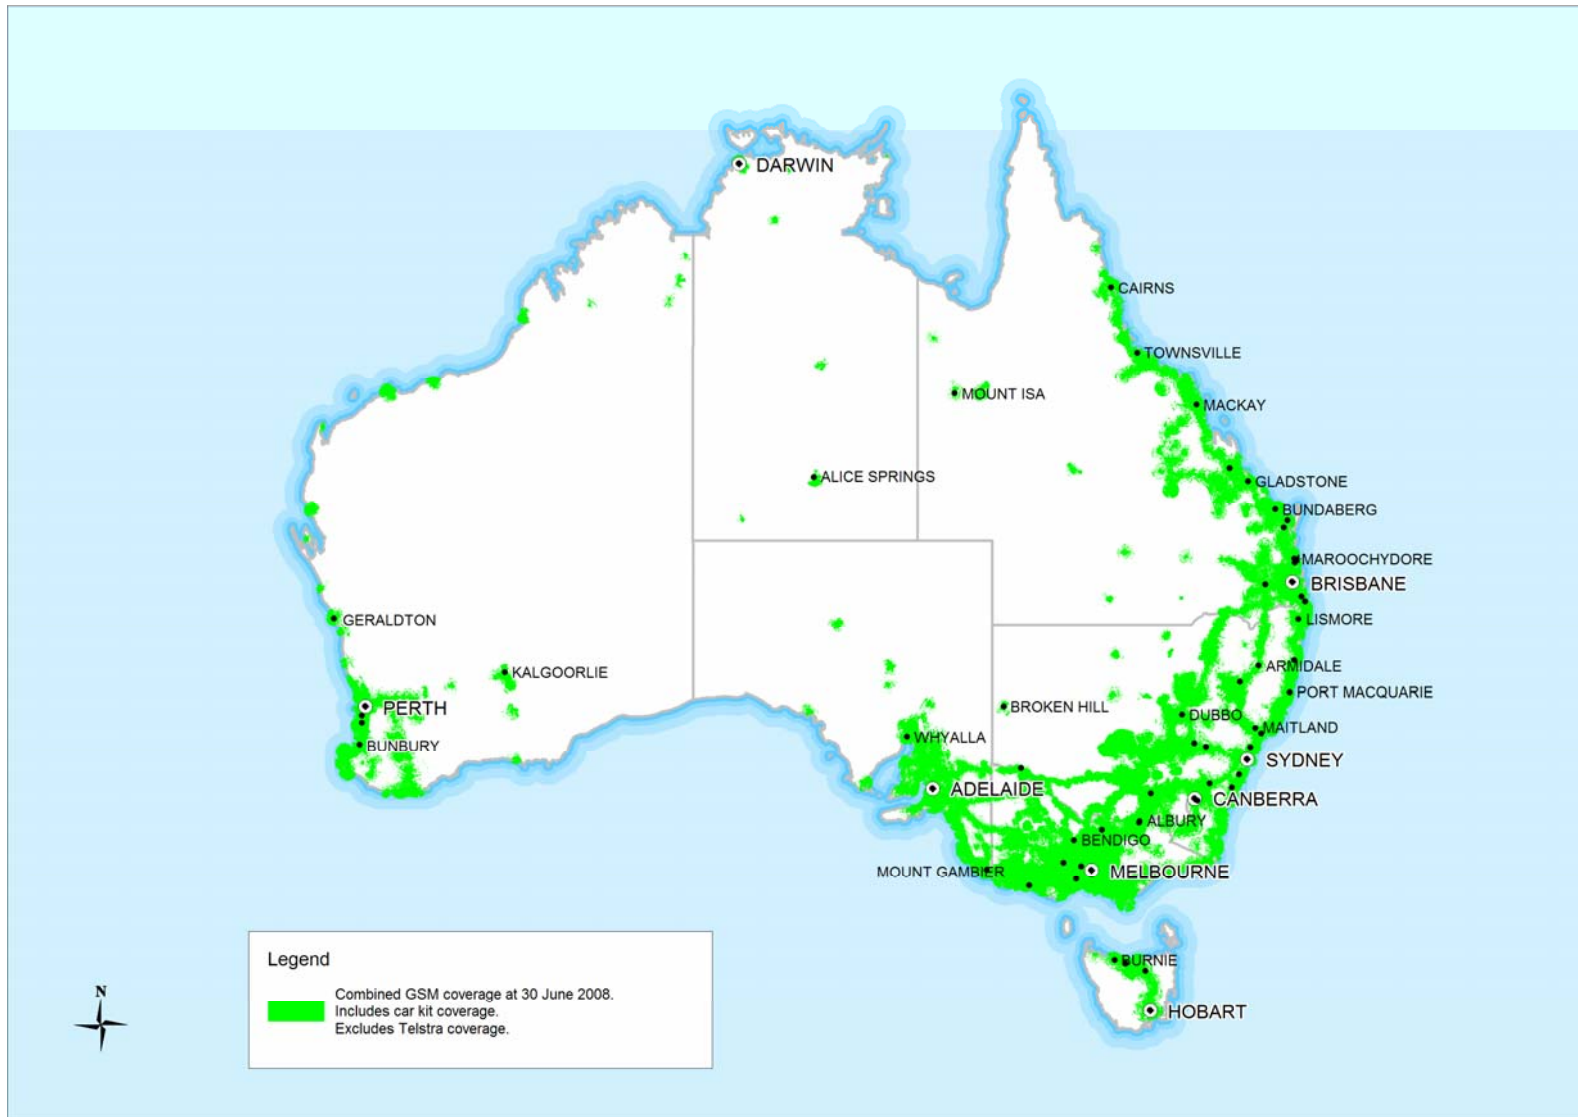 DARWIN
CAIRNS
TOWNSVILLE
MOUNT ISA
MACKAY
ALICE SPRINGS
GLADSTONE
BUNDABERG
MAROOCHYDORE
BRISBANE
GERALDTON
LISMORE
KALGOORLIE
ARMIDALE
PORT MACQUARIE
PERTH
BROKEN HILL
DUBBO
MAITLAND
BUNBURY
WHYALLA
SYDNEY
ADELAIDE
CANBERRA
ALBURY
BENDIGO
MOUNT GAMBIER
MELBOURNE
BURNIE
HOBART
Legend
Combined GSM coverage at 30 June 2008.
Includes car kit coverage.
Excludes Telstra coverage.
N